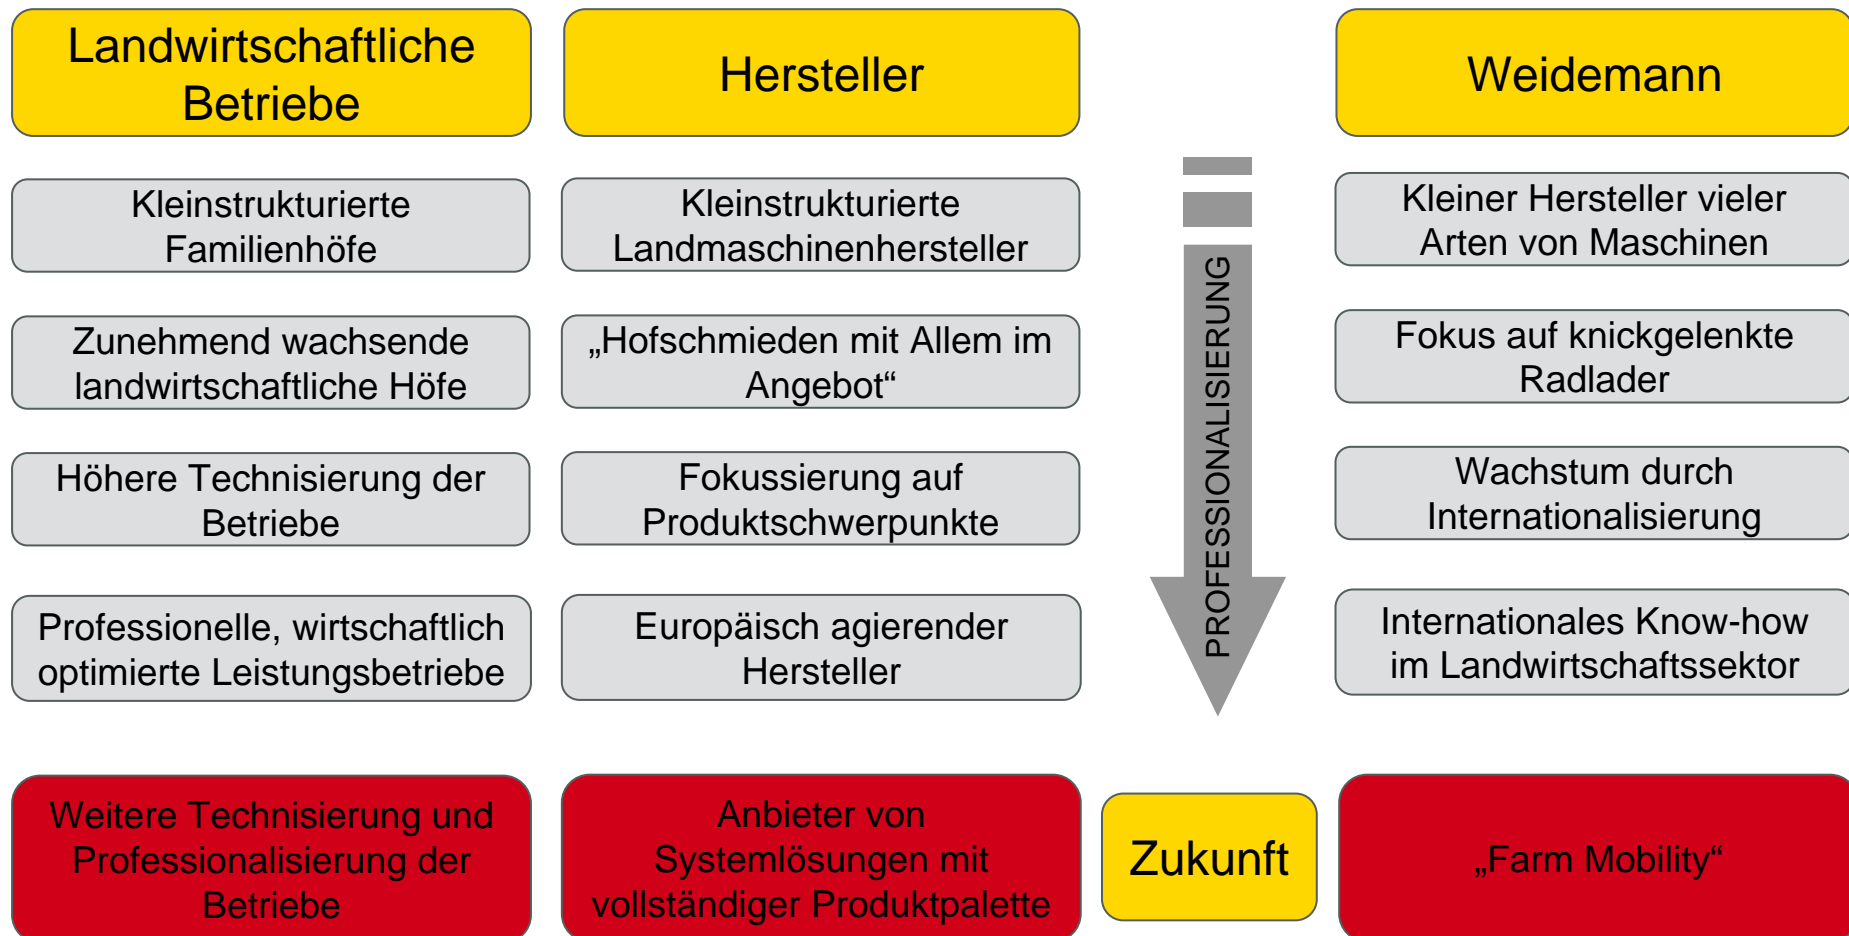 Landwirtschaftliche
Betriebe
Hersteller
Weidemann
Kleinstrukturierte
Familienhöfe
Kleinstrukturierte
Landmaschinenhersteller
Kleiner Hersteller vieler
Arten von Maschinen
Zunehmend wachsende
landwirtschaftliche Höfe
„Hofschmieden mit Allem im
Angebot“
Fokus auf knickgelenkte
Radlader
Höhere Technisierung der
Betriebe
Fokussierung auf
Produktschwerpunkte
Wachstum durch
Internationalisierung
Professionelle, wirtschaftlich
optimierte Leistungsbetriebe
Europäisch agierender
Hersteller
Internationales Know-how
im Landwirtschaftssektor
PROFESSIONALISIERUNG
Weitere Technisierung und
Professionalisierung der
Betriebe
Anbieter von
Systemlösungen mit
vollständiger Produktpalette
Zukunft
„Farm Mobility“